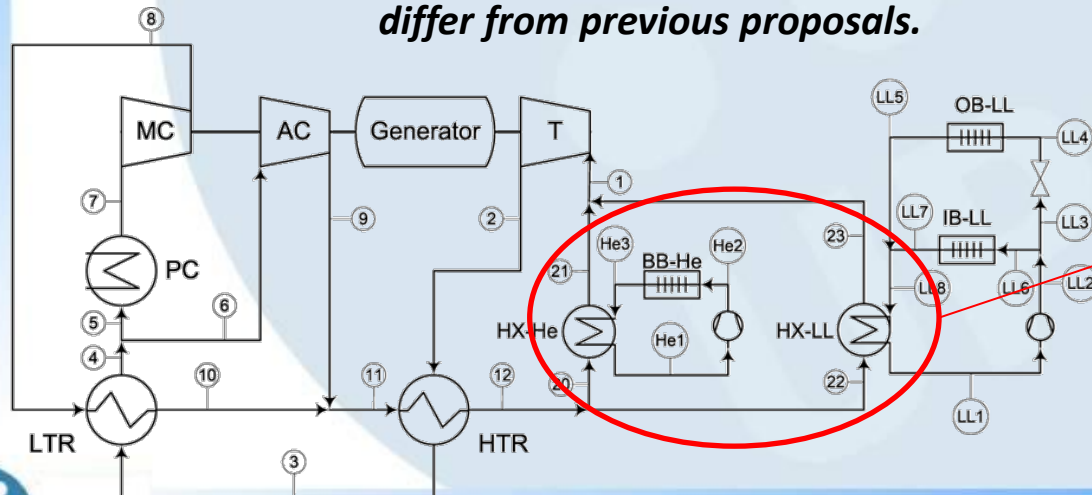 differ from previous proposals.
8
LL5
OB-LL
MC
AC
Generator
T
LL4
1
7
9
2
LL7
IB-LL
LL3
He3
BB-He
He2
23
PC
21
LL8
LL6
LL2
6
5
HX-He
He1
HX-LL
4
10
11
12
20
22
LL1
LTR
HTR
3